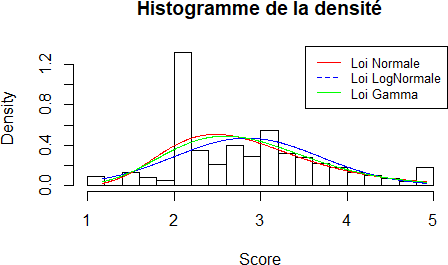 Histogramme de la densité
Loi Normale
Loi LogNormale
Loi Gamma
Density
0.0 0.4 0.8 1.2
1 2 3 4 5
Score